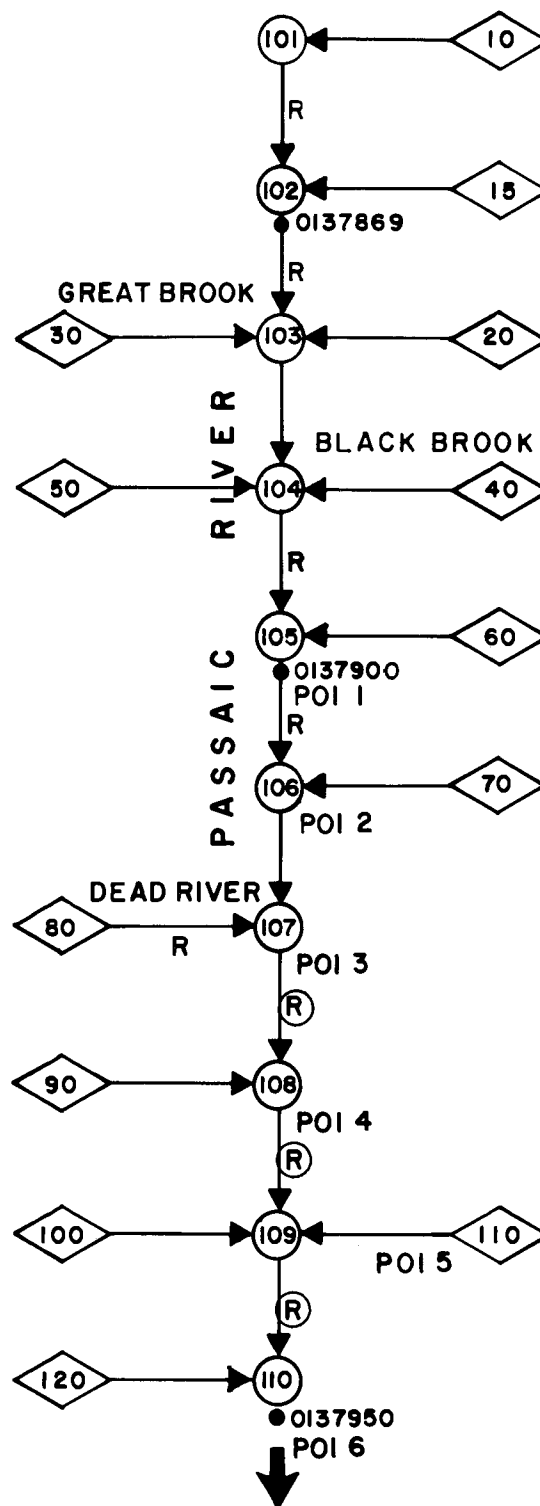 101 10
R
102 15
0137869
R
GREAT BROOK
30 103 20
PASSAIC RIVER
BLACK BROOK
50 104 40
R
105 60
0137900
POI 1
R
106 70
POI 2
DEAD RIVER
80 107
R
POI 3
R
90 108
POI 4
R
100 109 110
POI 5
R
120 110
0137950
POI 6